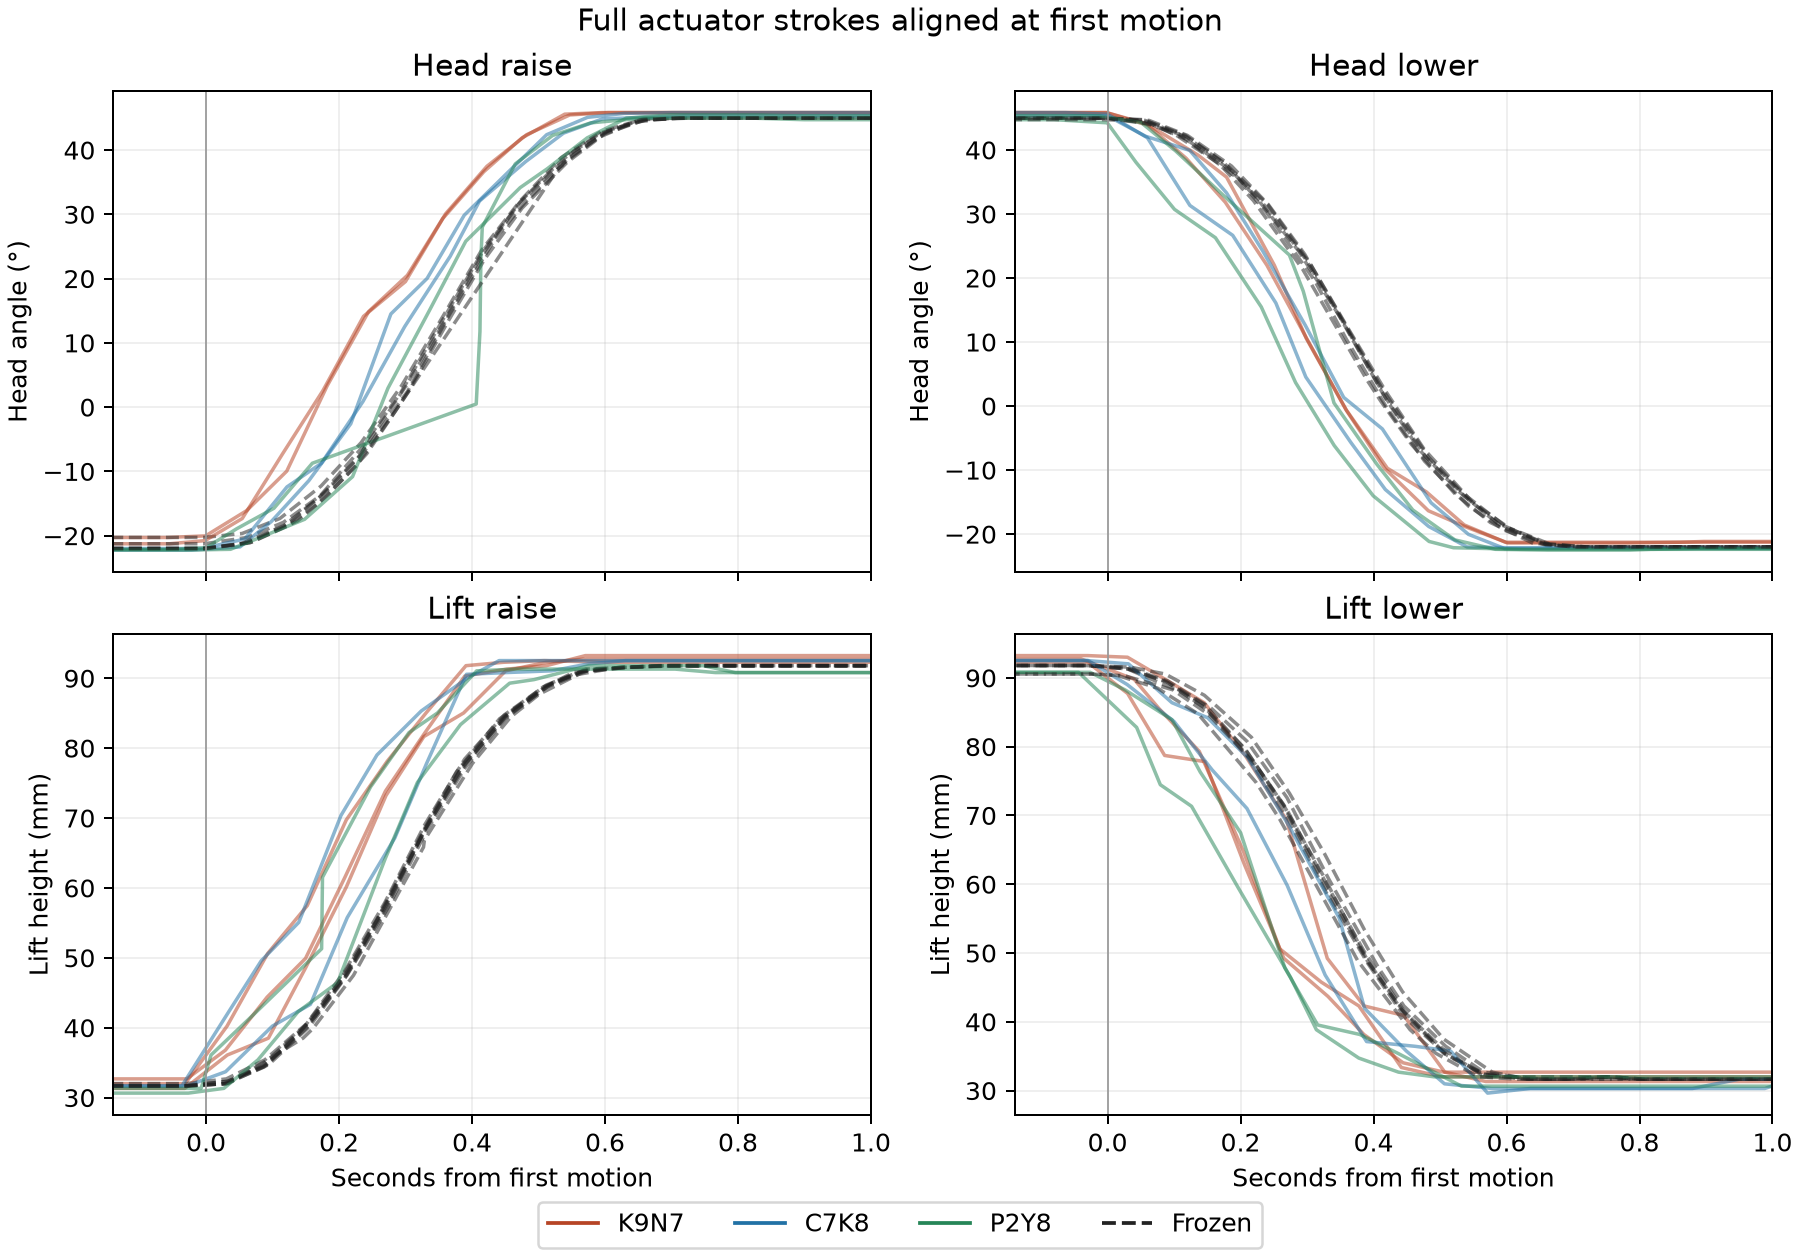 Full actuator strokes aligned at first motion
Head raise
Head lower
Head angle (°)
40
30
20
10
0
−10
−20
Head angle (°)
40
30
20
10
0
−10
−20
Lift raise
Lift lower
Lift height (mm)
90
80
70
60
50
40
30
Lift height (mm)
90
80
70
60
50
40
30
0.0 0.2 0.4 0.6 0.8 1.0
0.0 0.2 0.4 0.6 0.8 1.0
Seconds from first motion
Seconds from first motion
K9N7 C7K8 P2Y8 Frozen